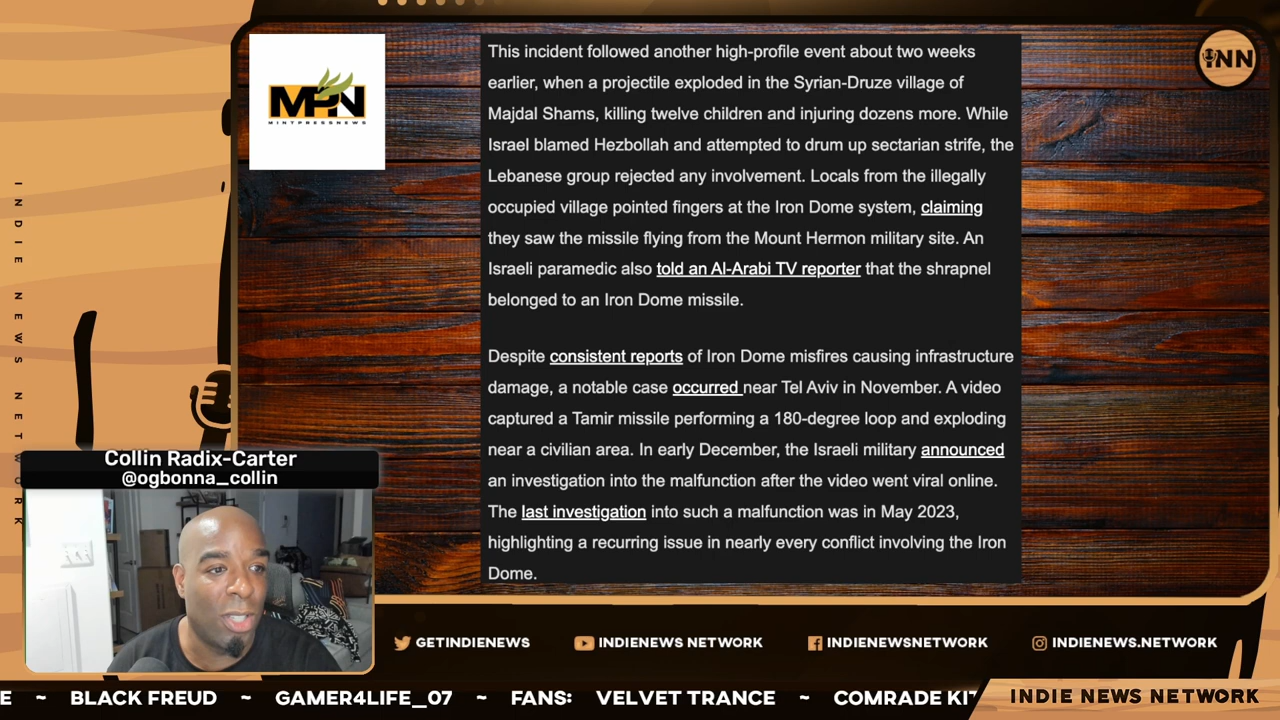 This incident followed another high-profile event about two weeks
earlier, when a projectile exploded in the Syrian-Druze village of
Majdal Shams, killing twelve children and injuring dozens more. While
Israel blamed Hezbollah and attempted to drum up sectarian strife, the
Lebanese group rejected any involvement. Locals from the illegally
occupied village pointed fingers at the Iron Dome system, claiming
they saw the missile flying from the Mount Hermon military site. An
Israeli paramedic also told an Al-Arabi TV reporter that the shrapnel
belonged to an Iron Dome missile.
Despite consistent reports of Iron Dome misfires causing infrastructure
damage, a notable case occurred near Tel Aviv in November. A video
captured a Tamir missile performing a 180-degree loop and exploding
near a civilian area. In early December, the Israeli military announced
an investigation into the malfunction after the video went viral online.
The last investigation into such a malfunction was in May 2023,
highlighting a recurring issue in nearly every conflict involving the Iron
Dome.
MPN
MINTPRESSNEWS
INN
INDIE NEWS NETWORK
Collin Radix-Carter
@ogbonna_collin
GETINDIENEWS
INDIENEWS NETWORK
INDIENEWSNETWORK
INDIENEWS.NETWORK
E ~ BLACK FREUD ~ GAMER4LIFE_07 ~ FANS: VELVET TRANCE ~ COMRADE KIT
INDIE NEWS NETWORK